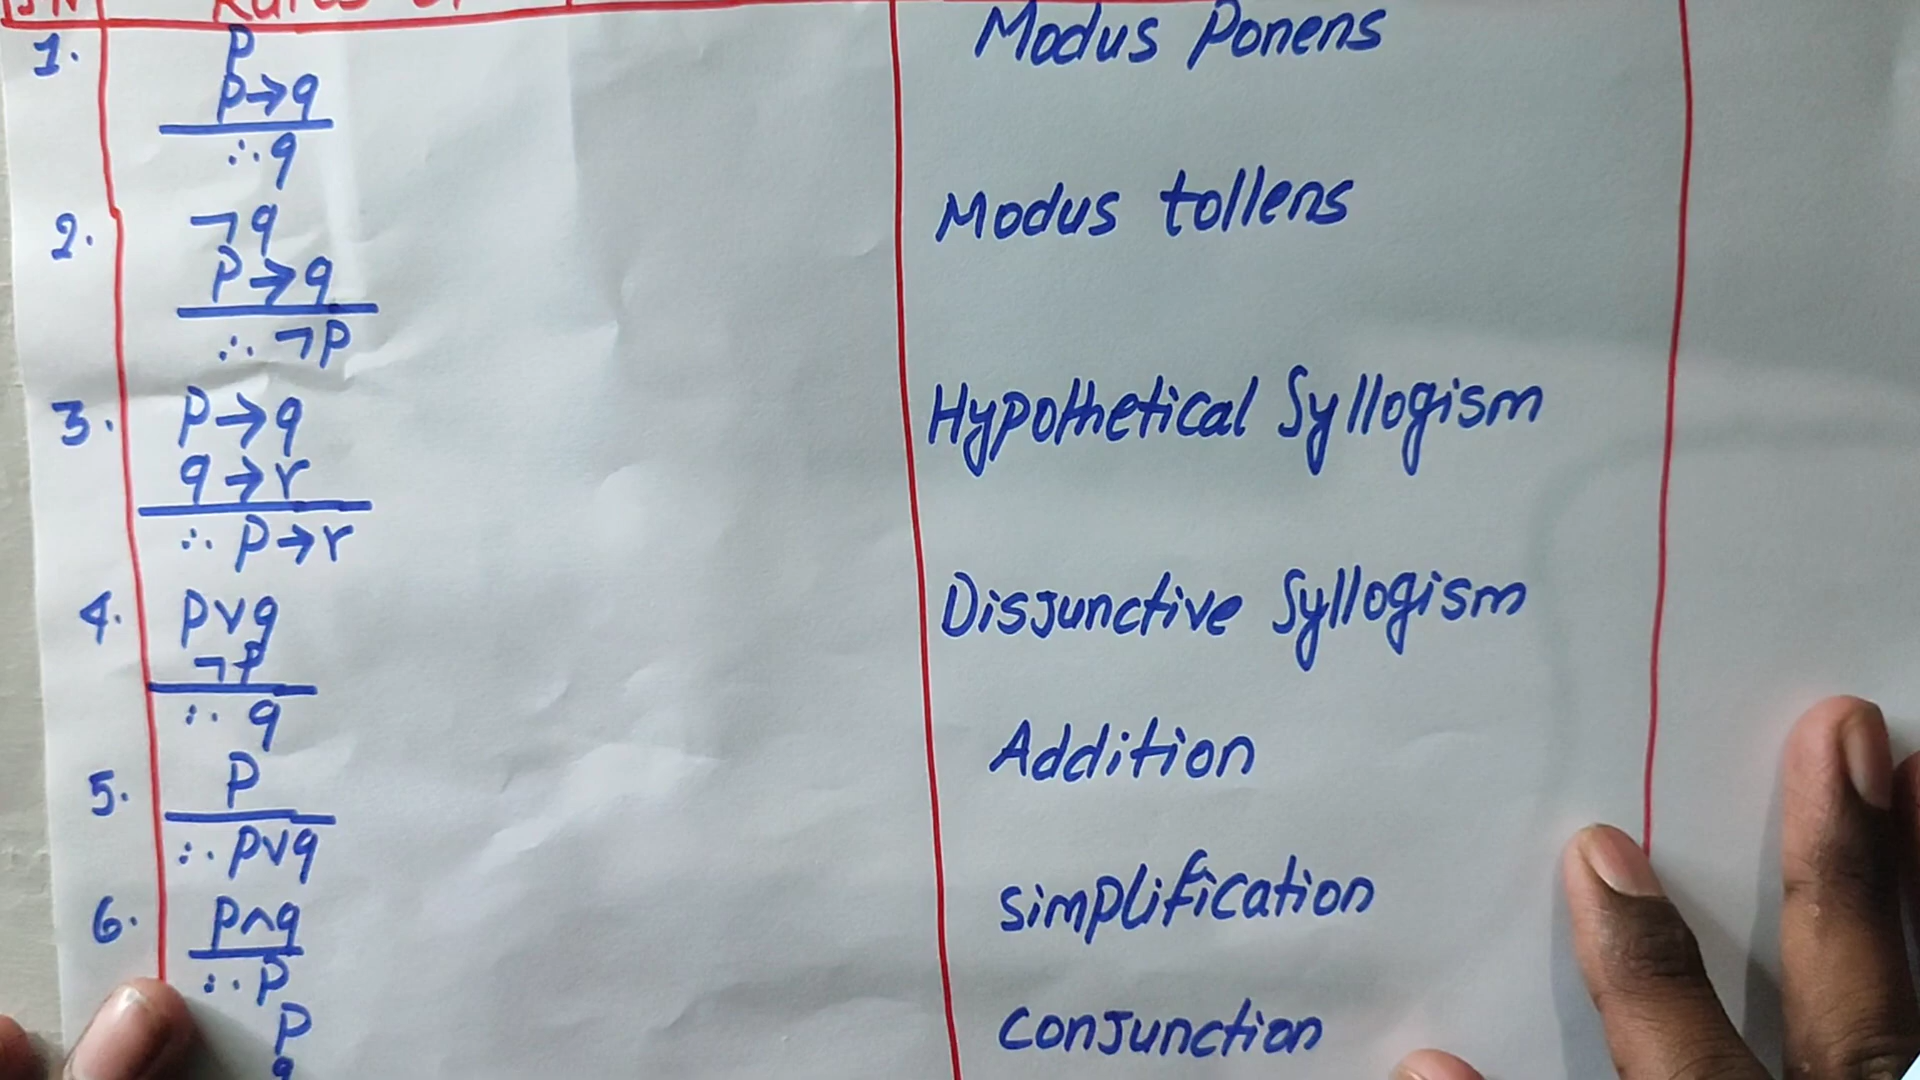 1. P Modus Ponens
P→q
∴ q
2. ¬q Modus tollens
P→q
∴ ¬P
3. P→q Hypothetical Syllogism
q→r
∴ P→r
4. P∨q Disjunctive Syllogism
¬P
∴ q
5. P Addition
∴ P∨q
6. P∧q Simplification
∴ P
P Conjunction
q